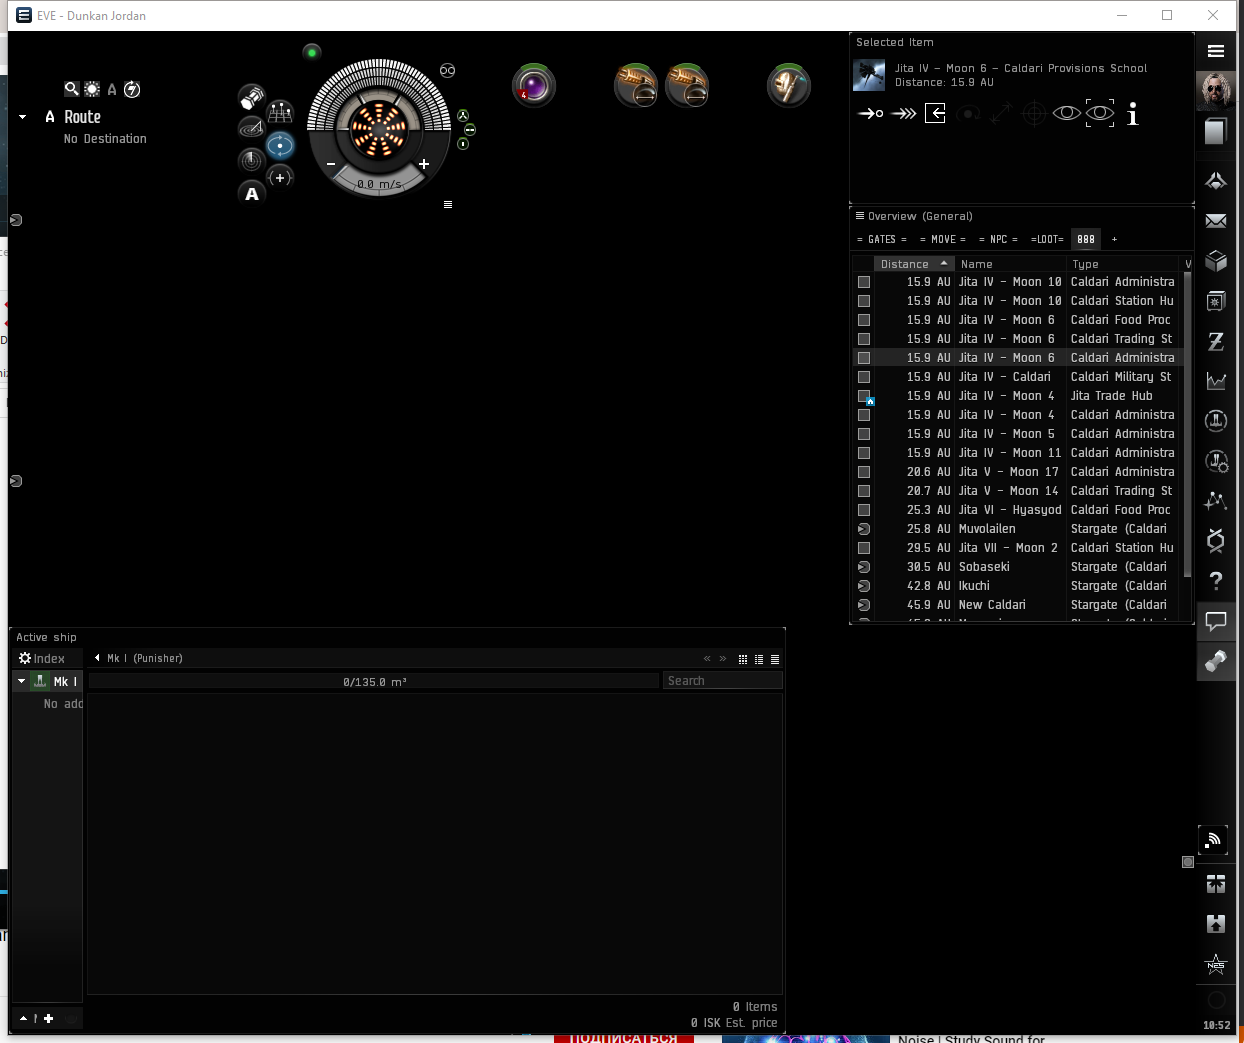 EVE - Dunkan Jordan
Selected Item
Jita IV - Moon 6 - Caldari Provisions School
Distance: 15.9 AU
A
A Route
No Destination
- +
0.0 m/s
(+)
A
4
Overview (General)
= GATES = = MOVE = = NPC = =LOOT= 888 +
Distance Name Type V
15.9 AU Jita IV - Moon 10 Caldari Administra
15.9 AU Jita IV - Moon 10 Caldari Station Hu
15.9 AU Jita IV - Moon 6 Caldari Food Proc
15.9 AU Jita IV - Moon 6 Caldari Trading St
15.9 AU Jita IV - Moon 6 Caldari Administra
15.9 AU Jita IV - Caldari Caldari Military St
15.9 AU Jita IV - Moon 4 Jita Trade Hub
15.9 AU Jita IV - Moon 4 Caldari Administra
15.9 AU Jita IV - Moon 5 Caldari Administra
15.9 AU Jita IV - Moon 11 Caldari Administra
20.6 AU Jita V - Moon 17 Caldari Administra
20.7 AU Jita V - Moon 14 Caldari Trading St
25.3 AU Jita VI - Hyasyod Caldari Food Proc
25.8 AU Muvolailen Stargate (Caldari
29.5 AU Jita VII - Moon 2 Caldari Station Hu
30.5 AU Sobaseki Stargate (Caldari
42.8 AU Ikuchi Stargate (Caldari
45.9 AU New Caldari Stargate (Caldari
Active ship
Index
Mk I (Punisher)
« »
Mk I
0/135.0 m³
Search
No add
0 Items
0 ISK Est. price
NES
10:52
ПОДПИСАТЬСЯ
Noise | Study Sound for